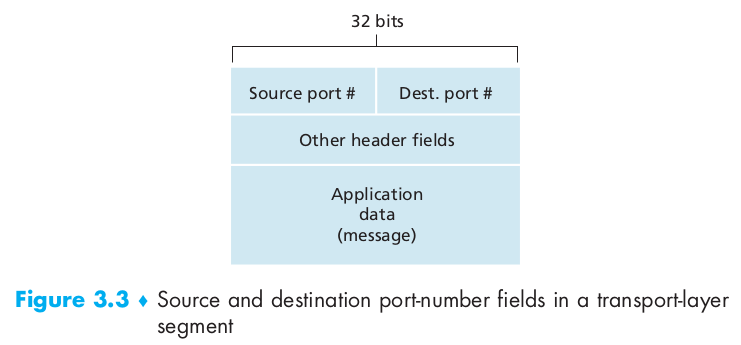 32 bits
Source port #
Dest. port #
Other header fields
Application
data
(message)
Figure 3.3 ♦ Source and destination port-number fields in a transport-layer
segment